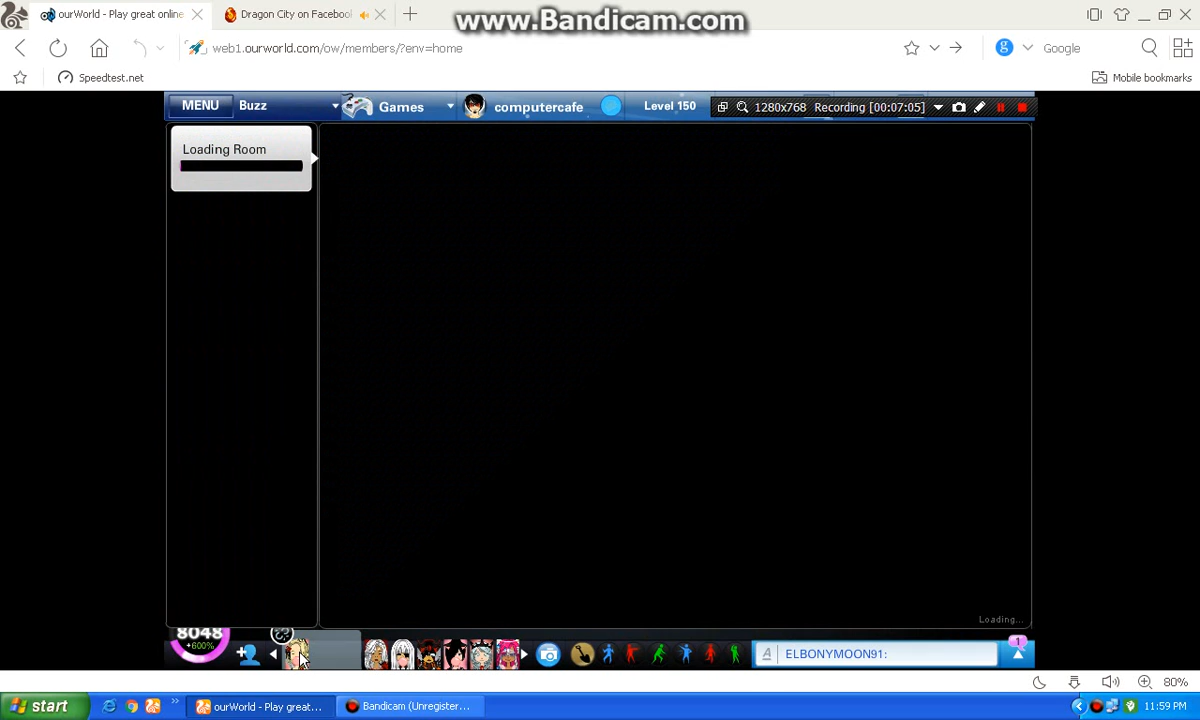 ourWorld - Play great online
Dragon City on Facebook
www.Bandicam.com
web1.ourworld.com/ow/members/?env=home
g
Google
Speedtest.net
Mobile bookmarks
MENU
Buzz
Games
computercafe
Level 150
1280x768 Recording [00:07:05]
Loading Room
Loading...
8048
+600%
A
ELBONYMOON91:
1
80%
start
ourWorld - Play great...
Bandicam (Unregister...
11:59 PM